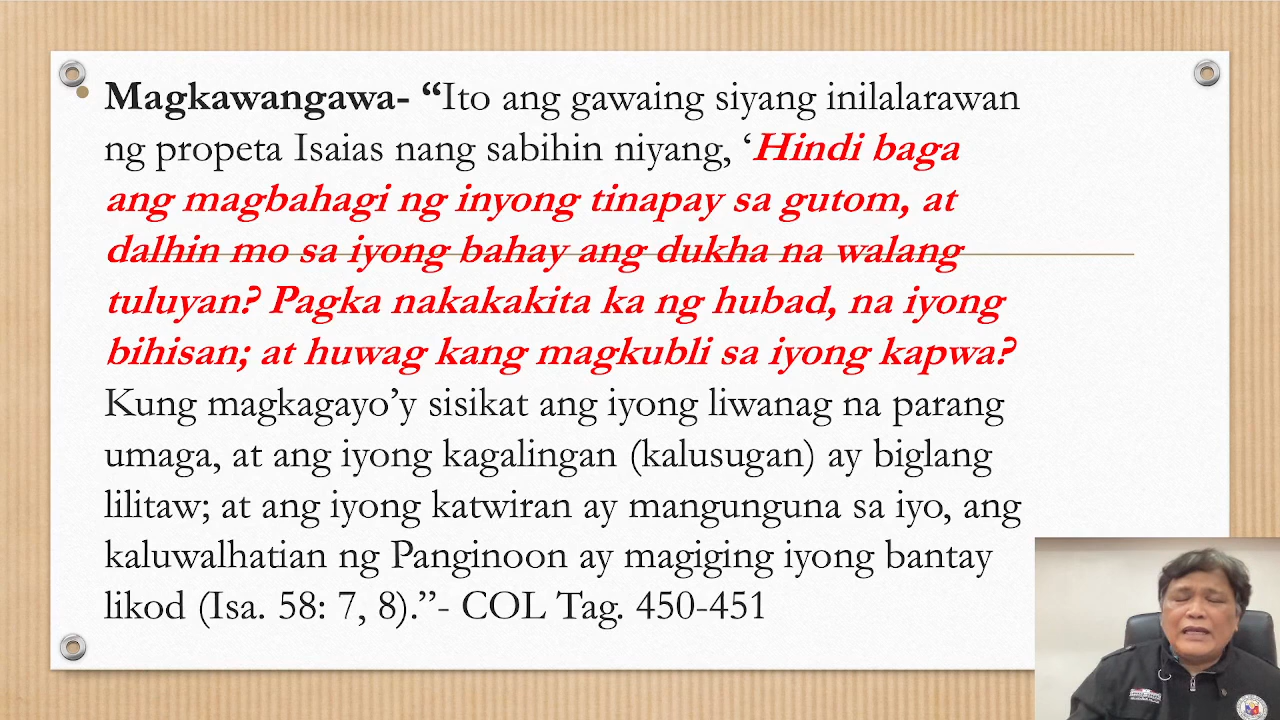 • Magkawangawa- “Ito ang gawaing siyang inilalarawan
ng propeta Isaias nang sabihin niyang, ‘Hindi baga
ang magbahagi ng inyong tinapay sa gutom, at
dalhin mo sa iyong bahay ang dukha na walang
tuluyan? Pagka nakakakita ka ng hubad, na iyong
bihisan; at huwag kang magkubli sa iyong kapwa?
Kung magkagayo’y sisikat ang iyong liwanag na parang
umaga, at ang iyong kagalingan (kalusugan) ay biglang
lilitaw; at ang iyong katwiran ay mangunguna sa iyo, ang
kaluwalhatian ng Panginoon ay magiging iyong bantay
likod (Isa. 58: 7, 8).”- COL Tag. 450-451